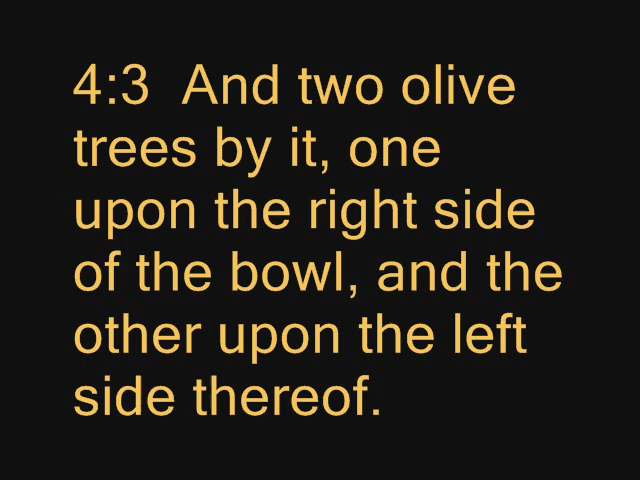 4:3  And two olive
trees by it, one
upon the right side
of the bowl, and the
other upon the left
side thereof.